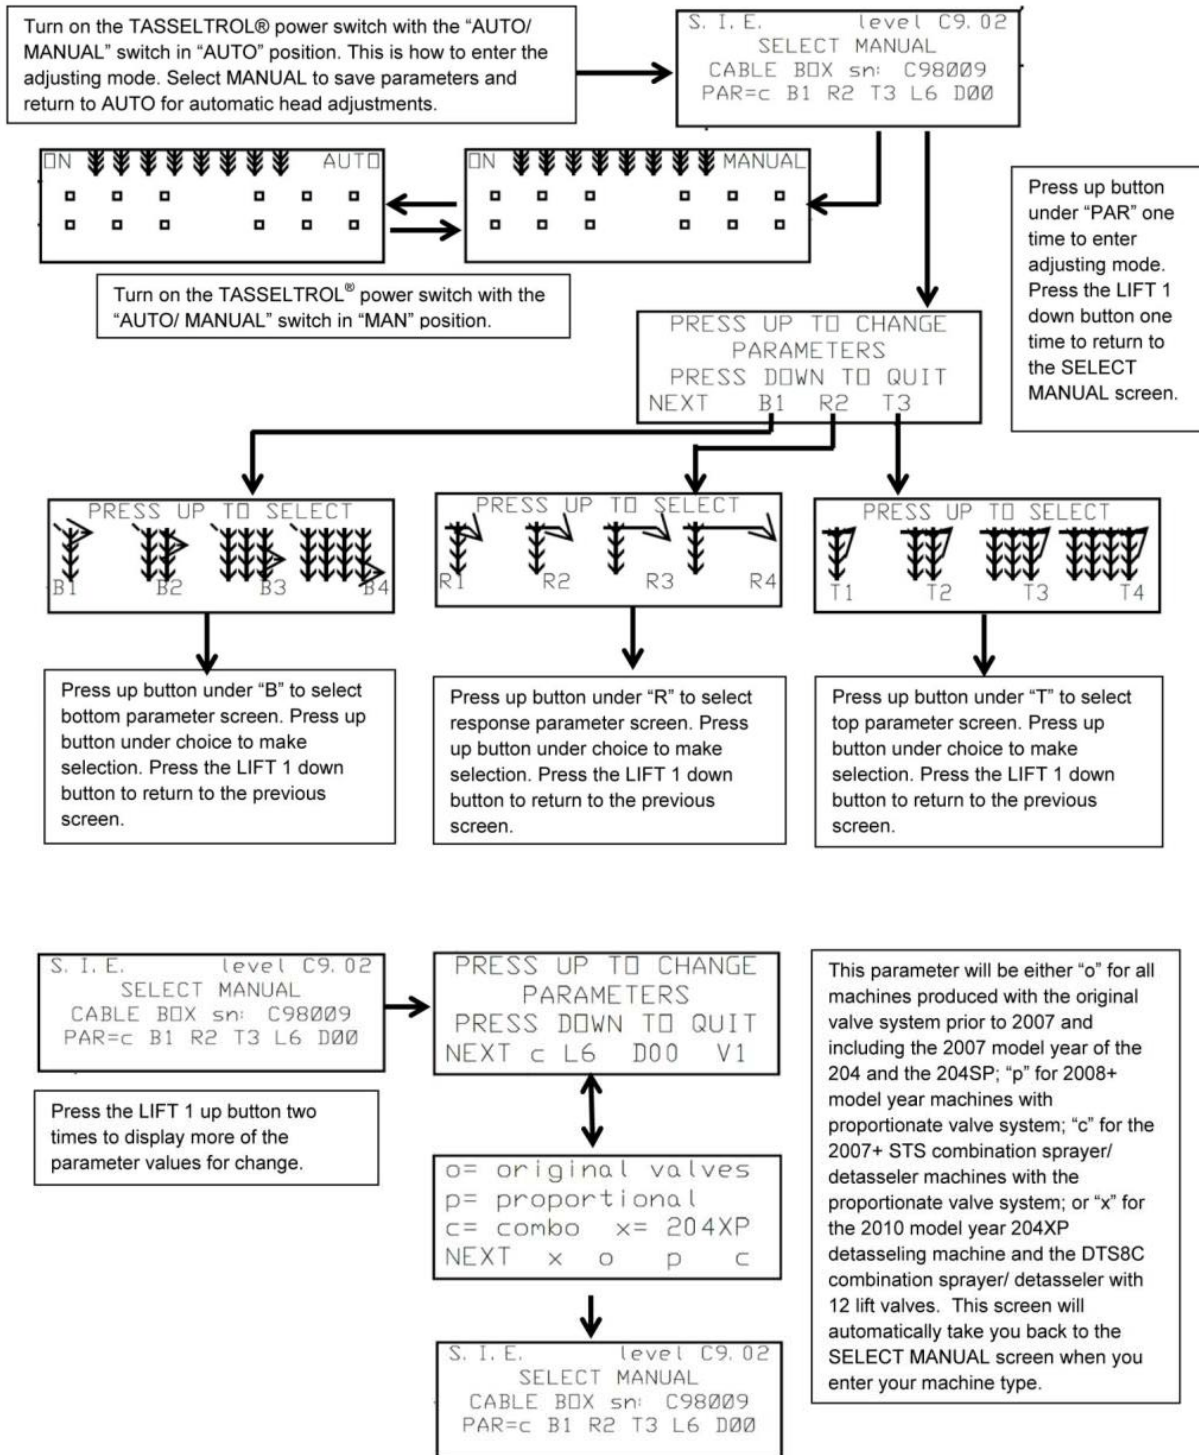 Turn on the TASSELTROL® power switch with the “AUTO/
MANUAL” switch in “AUTO” position. This is how to enter the
adjusting mode. Select MANUAL to save parameters and
return to AUTO for automatic head adjustments.
S. I. E. level C9.02
SELECT MANUAL
CABLE BOX sn: C98009
PAR=c B1 R2 T3 L6 D00
ON AUTO
ON MANUAL
Turn on the TASSELTROL® power switch with the
“AUTO/ MANUAL” switch in “MAN” position.
Press up button
under “PAR” one
time to enter
adjusting mode.
Press the LIFT 1
down button one
time to return to
the SELECT
MANUAL screen.
PRESS UP TO CHANGE
PARAMETERS
PRESS DOWN TO QUIT
NEXT B1 R2 T3
PRESS UP TO SELECT
B1 B2 B3 B4
PRESS UP TO SELECT
R1 R2 R3 R4
PRESS UP TO SELECT
T1 T2 T3 T4
Press up button under “B” to select
bottom parameter screen. Press up
button under choice to make
selection. Press the LIFT 1 down
button to return to the previous
screen.
Press up button under “R” to select
response parameter screen. Press
up button under choice to make
selection. Press the LIFT 1 down
button to return to the previous
screen.
Press up button under “T” to select
top parameter screen. Press up
button under choice to make
selection. Press the LIFT 1 down
button to return to the previous
screen.
S. I. E. level C9.02
SELECT MANUAL
CABLE BOX sn: C98009
PAR=c B1 R2 T3 L6 D00
Press the LIFT 1 up button two
times to display more of the
parameter values for change.
PRESS UP TO CHANGE
PARAMETERS
PRESS DOWN TO QUIT
NEXT c L6 D00 V1
o= original valves
p= proportional
c= combo x= 204XP
NEXT x o p c
S. I. E. level C9.02
SELECT MANUAL
CABLE BOX sn: C98009
PAR=c B1 R2 T3 L6 D00
This parameter will be either “o” for all
machines produced with the original
valve system prior to 2007 and
including the 2007 model year of the
204 and the 204SP; “p” for 2008+
model year machines with
proportionate valve system; “c” for the
2007+ STS combination sprayer/
detasseler machines with the
proportionate valve system; or “x” for
the 2010 model year 204XP
detasseling machine and the DTS8C
combination sprayer/ detasseler with
12 lift valves. This screen will
automatically take you back to the
SELECT MANUAL screen when you
enter your machine type.